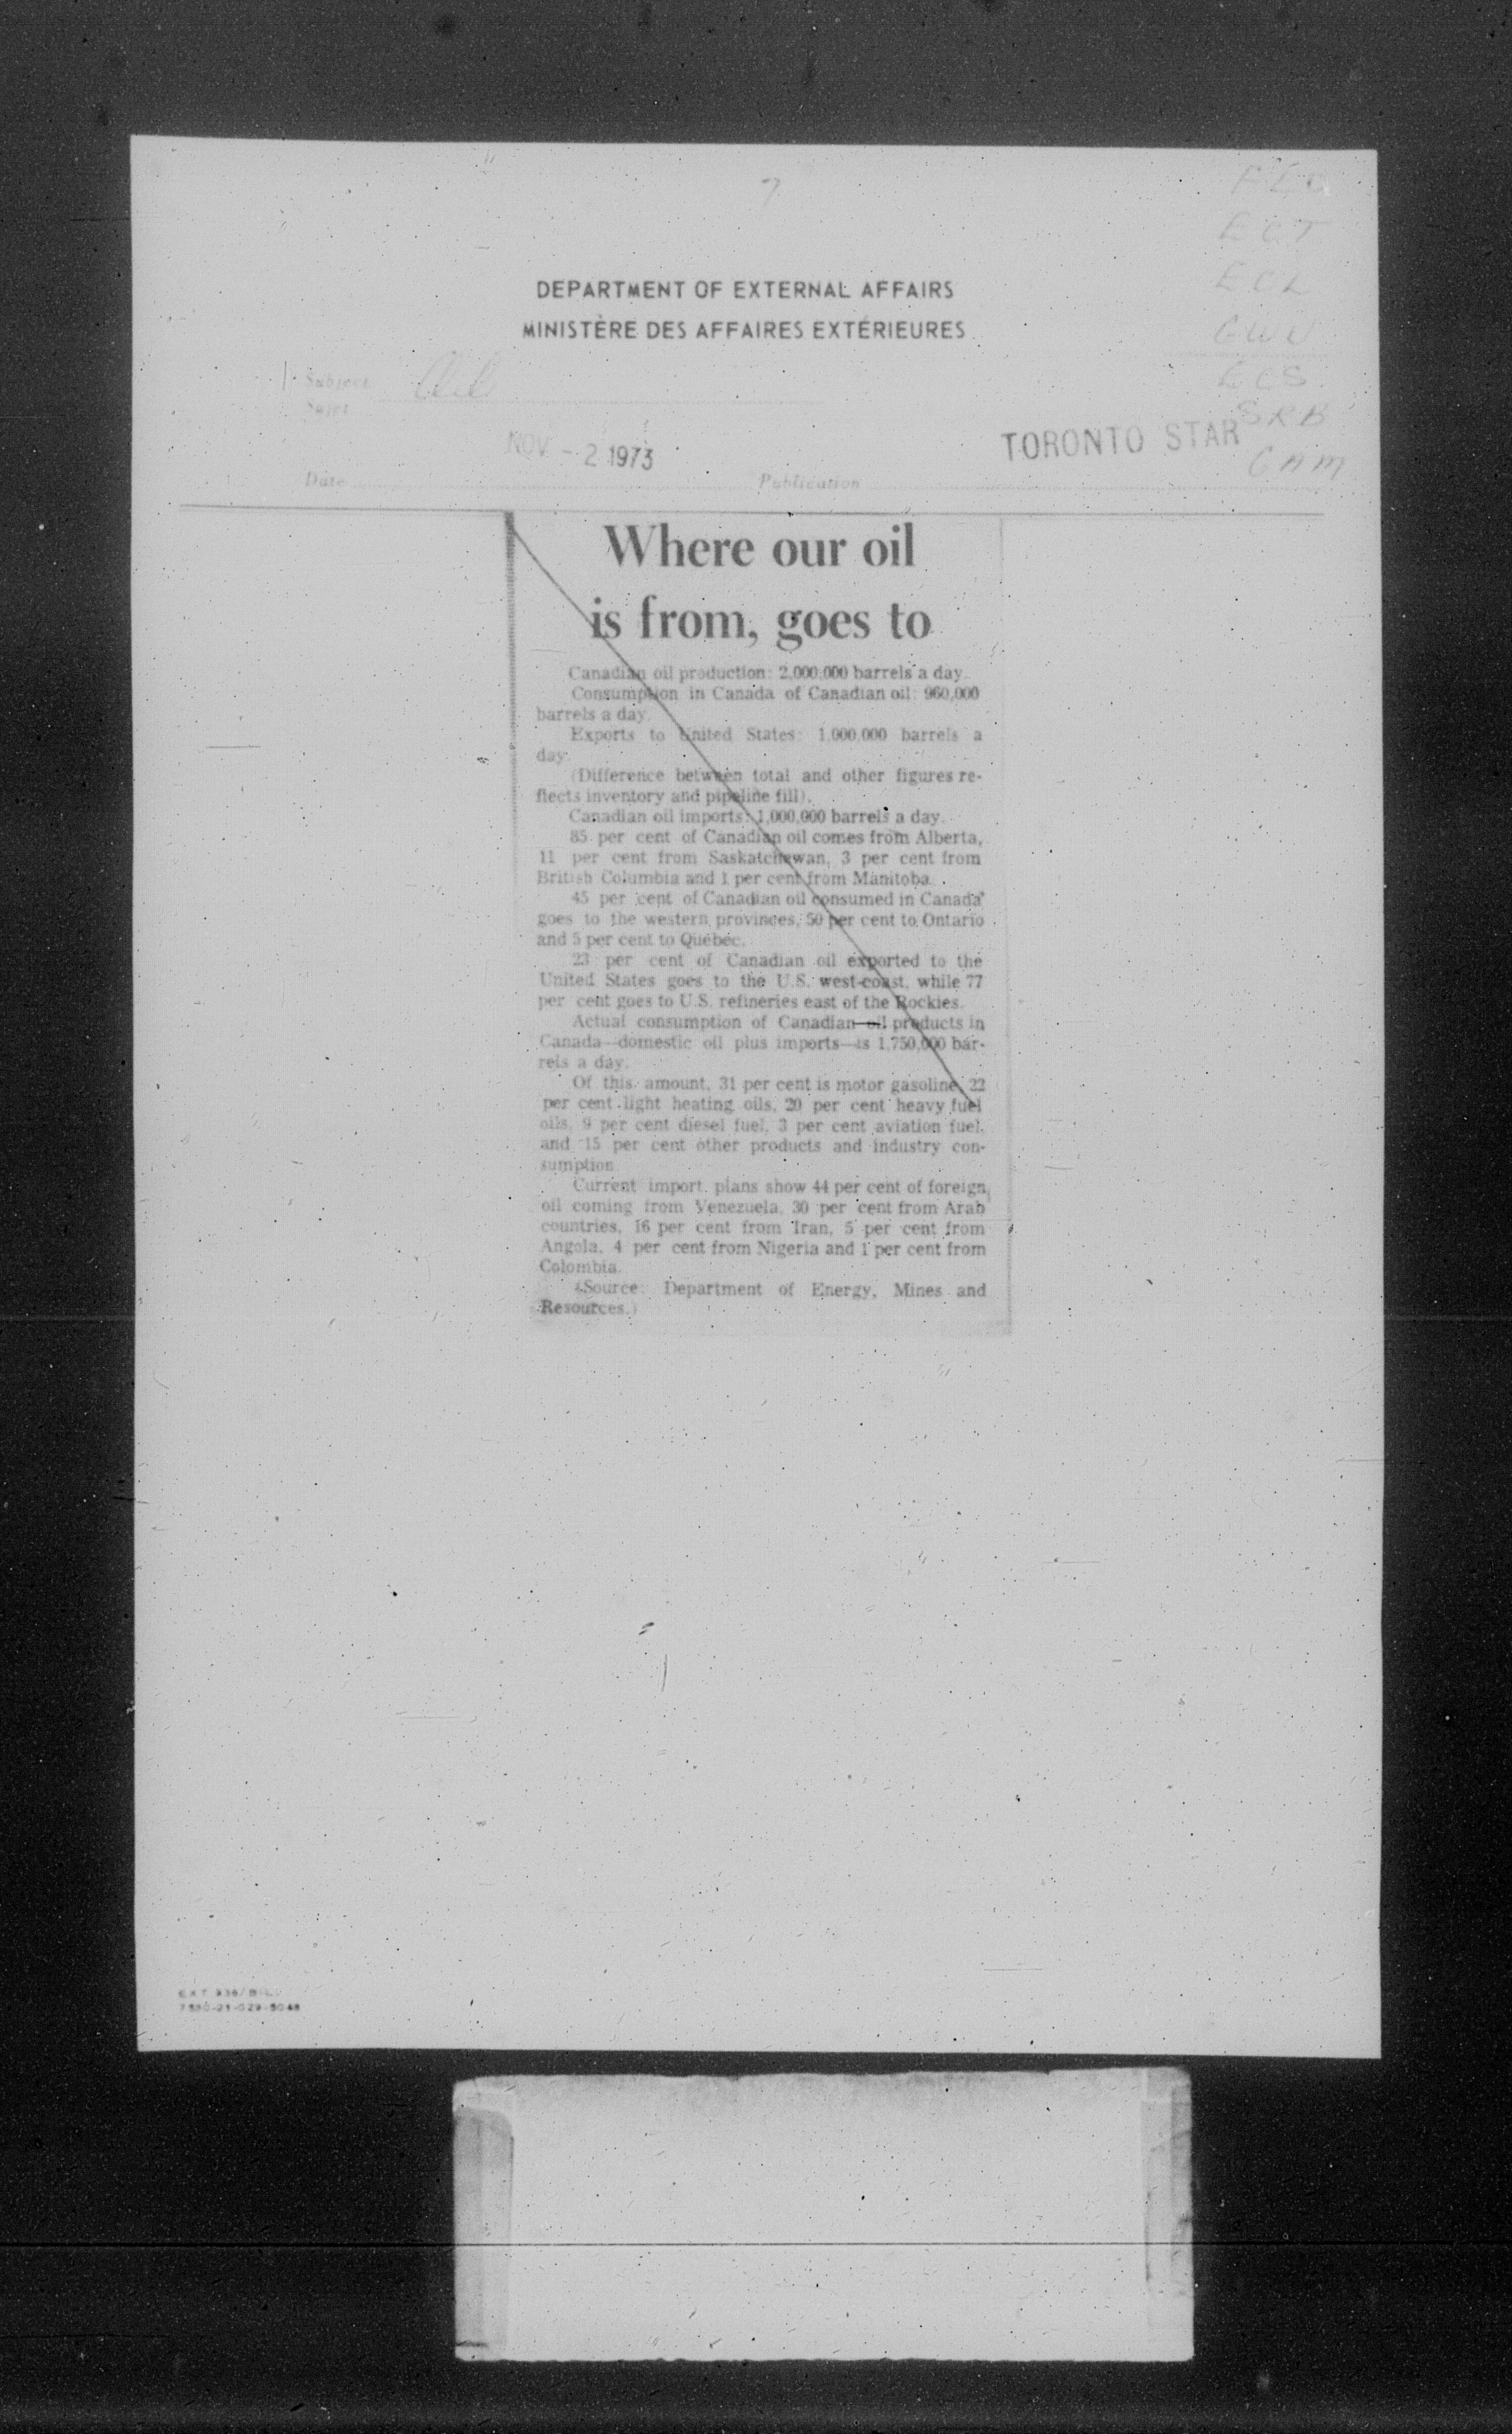 FEC
ECT
DEPARTMENT OF EXTERNAL AFFAIRS
ECL
MINISTÈRE DES AFFAIRES EXTÉRIEURES
GWU
Subject Oil
Sujet
ECS
SRB
NOV - 2 1973
TORONTO STAR
GAM
Date
Publication
Where our oil
is from, goes to
Canadian oil production: 2,000,000 barrels a day.
Consumption in Canada of Canadian oil: 960,000
barrels a day.
Exports to United States: 1,000,000 barrels a
day.
(Difference between total and other figures re-
flects inventory and pipeline fill).
Canadian oil imports: 1,000,000 barrels a day.
85 per cent of Canadian oil comes from Alberta,
11 per cent from Saskatchewan, 3 per cent from
British Columbia and 1 per cent from Manitoba.
45 per cent of Canadian oil consumed in Canada
goes to the western provinces, 50 per cent to Ontario
and 5 per cent to Quebec.
23 per cent of Canadian oil exported to the
United States goes to the U.S. west coast, while 77
per cent goes to U.S. refineries east of the Rockies.
Actual consumption of Canadian oil products in
Canada—domestic oil plus imports—is 1,750,000 bar-
rels a day.
Of this amount, 31 per cent is motor gasoline, 22
per cent light heating oils, 20 per cent heavy fuel
oils, 9 per cent diesel fuel, 3 per cent aviation fuel,
and 15 per cent other products and industry con-
sumption.
Current import plans show 44 per cent of foreign
oil coming from Venezuela, 30 per cent from Arab
countries, 16 per cent from Iran, 5 per cent from
Angola, 4 per cent from Nigeria and 1 per cent from
Colombia.
(Source: Department of Energy, Mines and
Resources.)
7530-21-029-5048